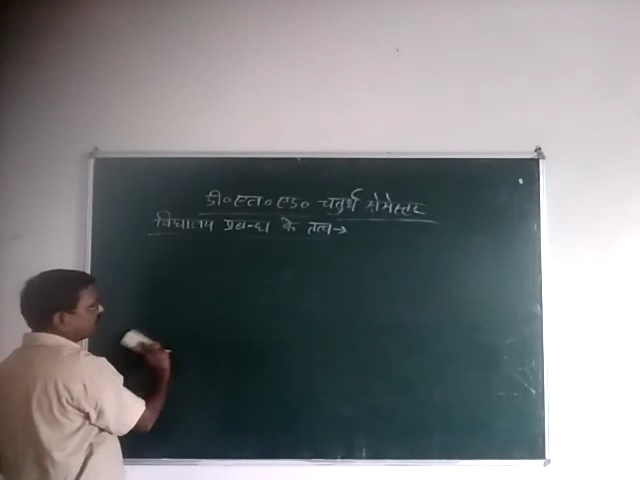 डी०एल०एड० चतुर्थ सेमेस्टर
विद्यालय प्रबन्ध के तत्व→